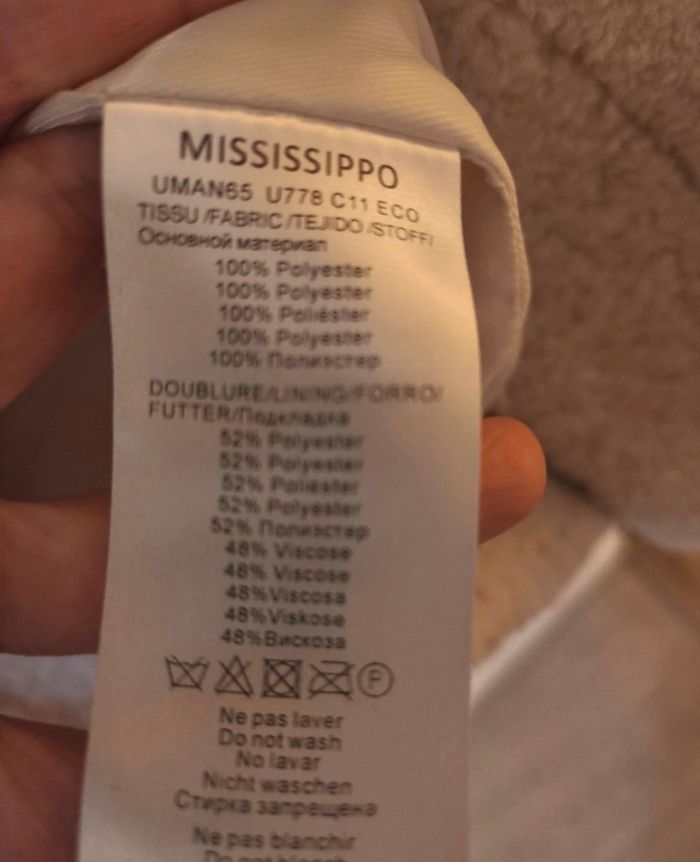 MISSISSIPPO
UMAN65 U778 C11 ECO
TISSU /FABRIC /TEJIDO /STOFF/
Основной материал
100% Polyester
100% Polyester
100% Poliéster
100% Polyester
100% Полиэстер
DOUBLURE/LINING/FORRO/
FUTTER/Подкладка
52% Polyester
52% Polyester
52% Poliéster
52% Polyester
52% Полиэстер
48% Viscose
48% Viscose
48%Viscosa
48%Viskose
48%Вискоза
P
Ne pas laver
Do not wash
No lavar
Nicht waschen
Стирка запрещена
Ne pas blanchir
Do not bleach